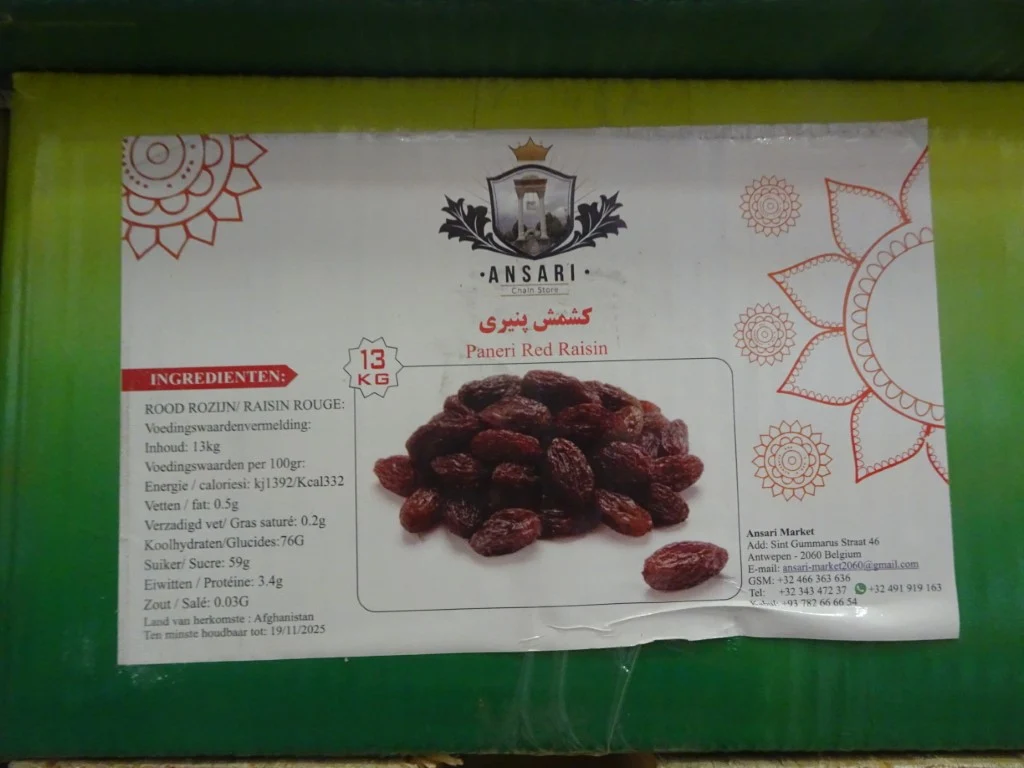 ANSARI
Chain Store
کشمش پنیری
Paneri Red Raisin
13
KG
INGREDIENTEN:
ROOD ROZIJN/ RAISIN ROUGE:
Voedingswaardenvermelding:
Inhoud: 13kg
Voedingswaarden per 100gr:
Energie / caloriesi: kj1392/Kcal332
Vetten / fat: 0.5g
Verzadigd vet/ Gras saturé: 0.2g
Koolhydraten/Glucides:76G
Suiker/ Sucre: 59g
Eiwitten / Protéine: 3.4g
Zout / Salé: 0.03G
Land van herkomste : Afghanistan
Ten minste houdbaar tot: 19/11/2025
Ansari Market
Add: Sint Gummarus Straat 46
Antwepen - 2060 Belgium
E-mail: ansari-market2060@gmail.com
GSM: +32 466 363 636
Tel: +32 343 472 37 +32 491 919 163
+93 782 66 66 54